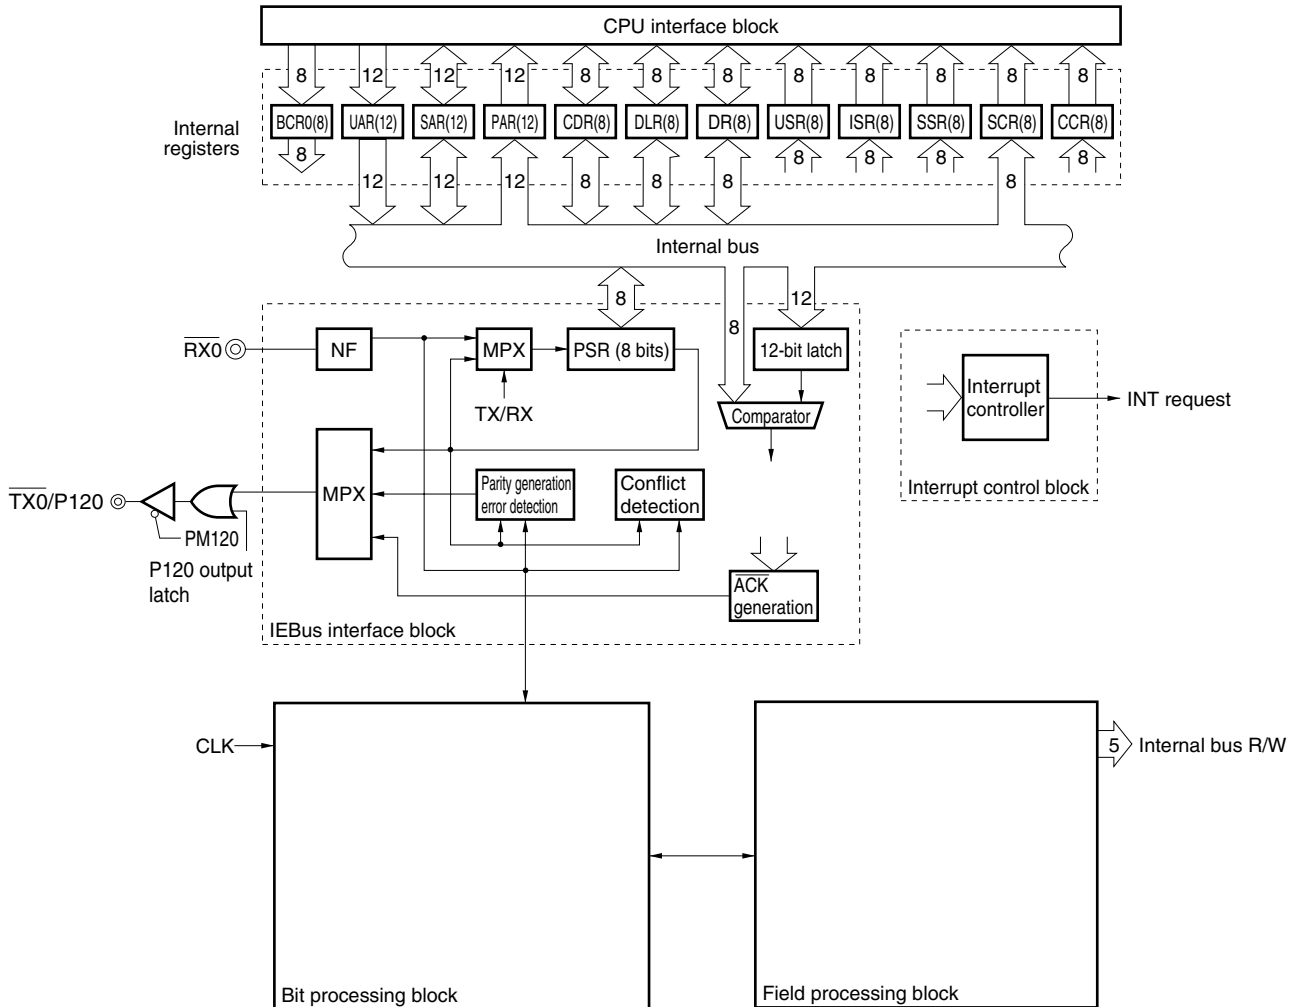 CPU interface block
8 12 12 12 8 8 8 8 8 8 8 8
Internal
registers
BCR0(8) UAR(12) SAR(12) PAR(12) CDR(8) DLR(8) DR(8) USR(8) ISR(8) SSR(8) SCR(8) CCR(8)
8 8 8 8 8
12 12 12 8 8 8 8
Internal bus
8 8 12
RX0 NF MPX PSR (8 bits) 12-bit latch
TX/RX
Comparator
Interrupt
controller
INT request
Interrupt control block
TX0/P120
PM120
P120 output
latch
MPX
Parity generation
error detection
Conflict
detection
ACK
generation
IEBus interface block
CLK
5 Internal bus R/W
Bit processing block
Field processing block